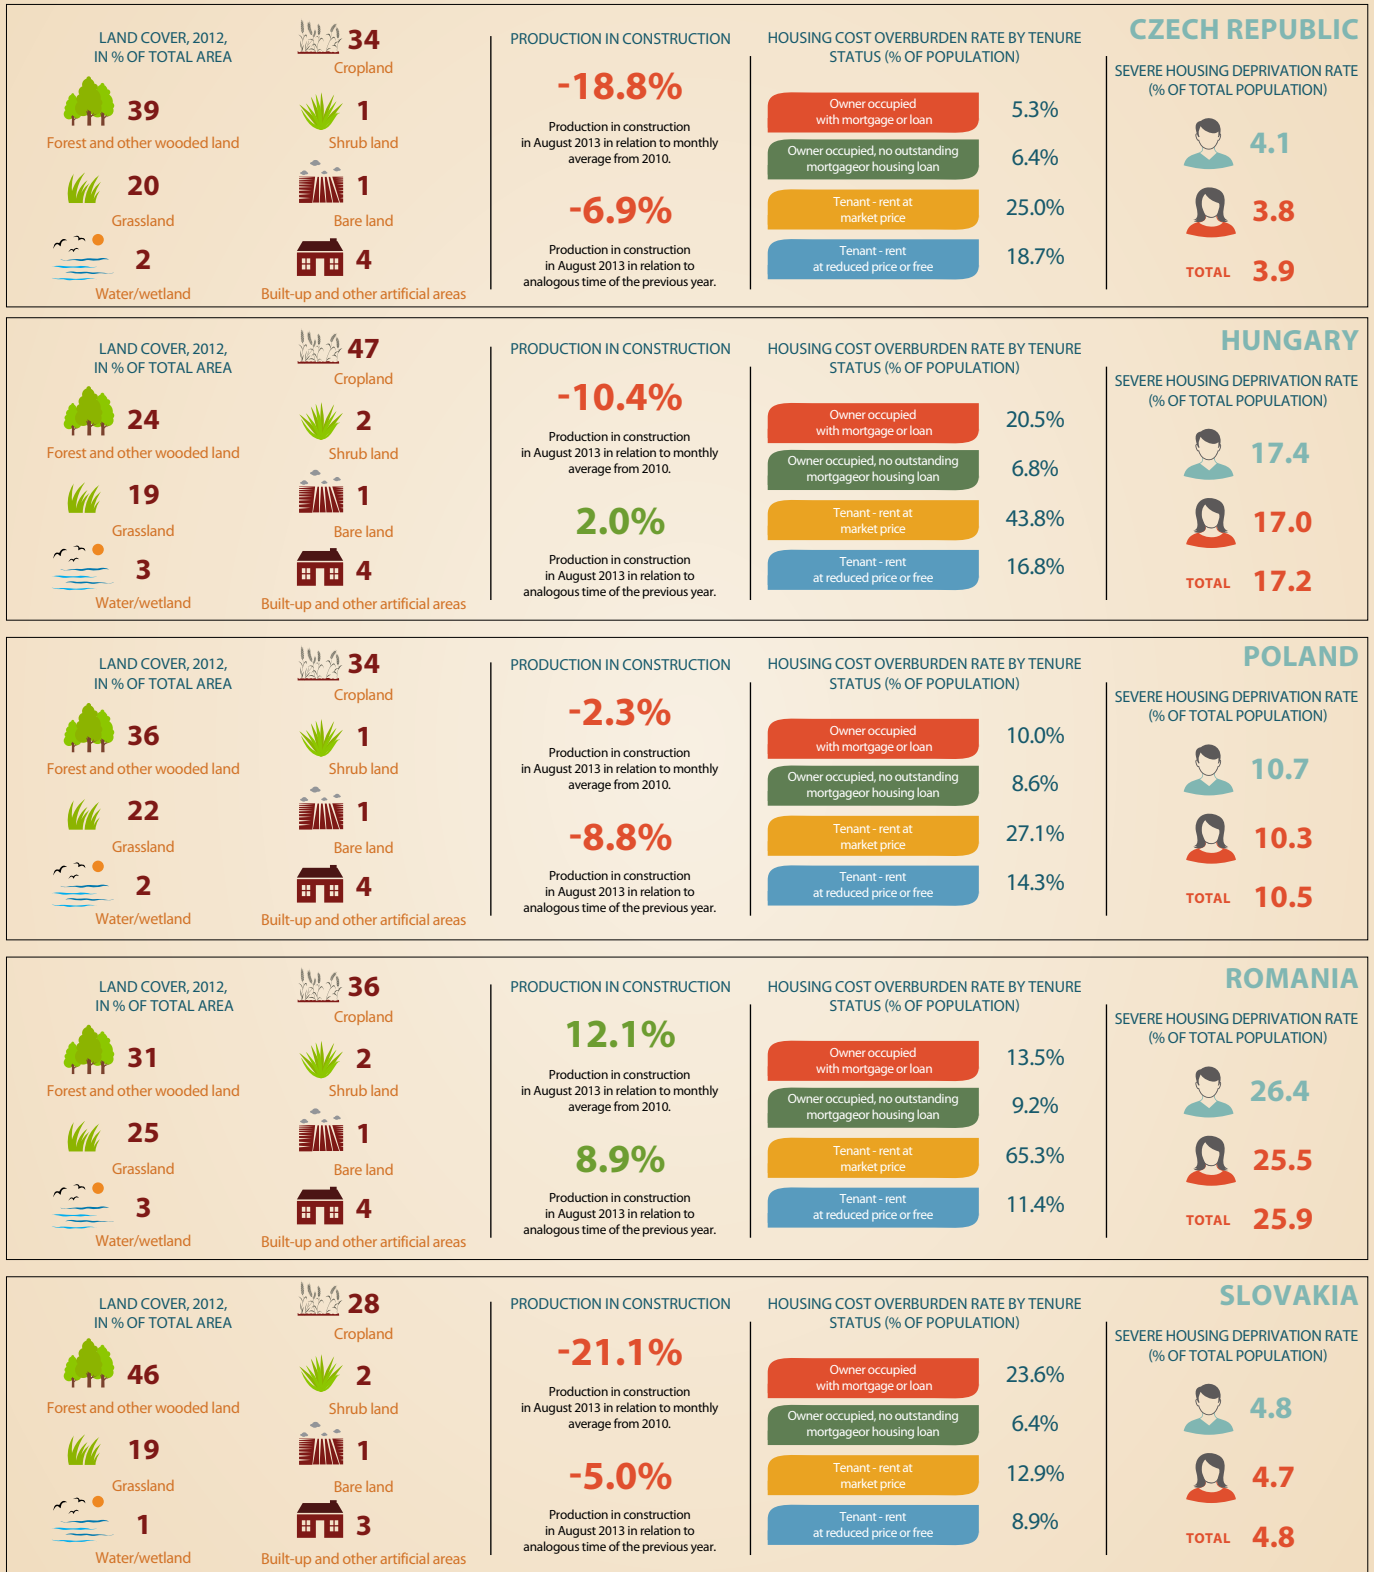 CZECH REPUBLIC
LAND COVER, 2012,
IN % OF TOTAL AREA
34
Cropland
39
Forest and other wooded land
1
Shrub land
20
Grassland
1
Bare land
2
Water/wetland
4
Built-up and other artificial areas
PRODUCTION IN CONSTRUCTION
-18.8%
Production in construction
in August 2013 in relation to monthly
average from 2010.
-6.9%
Production in construction
in August 2013 in relation to
analogous time of the previous year.
HOUSING COST OVERBURDEN RATE BY TENURE
STATUS (% OF POPULATION)
Owner occupied
with mortgage or loan
5.3%
Owner occupied, no outstanding
mortgageor housing loan
6.4%
Tenant - rent at
market price
25.0%
Tenant - rent
at reduced price or free
18.7%
SEVERE HOUSING DEPRIVATION RATE
(% OF TOTAL POPULATION)
4.1
3.8
TOTAL 3.9
HUNGARY
LAND COVER, 2012,
IN % OF TOTAL AREA
47
Cropland
24
Forest and other wooded land
2
Shrub land
19
Grassland
1
Bare land
3
Water/wetland
4
Built-up and other artificial areas
PRODUCTION IN CONSTRUCTION
-10.4%
Production in construction
in August 2013 in relation to monthly
average from 2010.
2.0%
Production in construction
in August 2013 in relation to
analogous time of the previous year.
HOUSING COST OVERBURDEN RATE BY TENURE
STATUS (% OF POPULATION)
Owner occupied
with mortgage or loan
20.5%
Owner occupied, no outstanding
mortgageor housing loan
6.8%
Tenant - rent at
market price
43.8%
Tenant - rent
at reduced price or free
16.8%
SEVERE HOUSING DEPRIVATION RATE
(% OF TOTAL POPULATION)
17.4
17.0
TOTAL 17.2
POLAND
LAND COVER, 2012,
IN % OF TOTAL AREA
34
Cropland
36
Forest and other wooded land
1
Shrub land
22
Grassland
1
Bare land
2
Water/wetland
4
Built-up and other artificial areas
PRODUCTION IN CONSTRUCTION
-2.3%
Production in construction
in August 2013 in relation to monthly
average from 2010.
-8.8%
Production in construction
in August 2013 in relation to
analogous time of the previous year.
HOUSING COST OVERBURDEN RATE BY TENURE
STATUS (% OF POPULATION)
Owner occupied
with mortgage or loan
10.0%
Owner occupied, no outstanding
mortgageor housing loan
8.6%
Tenant - rent at
market price
27.1%
Tenant - rent
at reduced price or free
14.3%
SEVERE HOUSING DEPRIVATION RATE
(% OF TOTAL POPULATION)
10.7
10.3
TOTAL 10.5
ROMANIA
LAND COVER, 2012,
IN % OF TOTAL AREA
36
Cropland
31
Forest and other wooded land
2
Shrub land
25
Grassland
1
Bare land
3
Water/wetland
4
Built-up and other artificial areas
PRODUCTION IN CONSTRUCTION
12.1%
Production in construction
in August 2013 in relation to monthly
average from 2010.
8.9%
Production in construction
in August 2013 in relation to
analogous time of the previous year.
HOUSING COST OVERBURDEN RATE BY TENURE
STATUS (% OF POPULATION)
Owner occupied
with mortgage or loan
13.5%
Owner occupied, no outstanding
mortgageor housing loan
9.2%
Tenant - rent at
market price
65.3%
Tenant - rent
at reduced price or free
11.4%
SEVERE HOUSING DEPRIVATION RATE
(% OF TOTAL POPULATION)
26.4
25.5
TOTAL 25.9
SLOVAKIA
LAND COVER, 2012,
IN % OF TOTAL AREA
28
Cropland
46
Forest and other wooded land
2
Shrub land
19
Grassland
1
Bare land
1
Water/wetland
3
Built-up and other artificial areas
PRODUCTION IN CONSTRUCTION
-21.1%
Production in construction
in August 2013 in relation to monthly
average from 2010.
-5.0%
Production in construction
in August 2013 in relation to
analogous time of the previous year.
HOUSING COST OVERBURDEN RATE BY TENURE
STATUS (% OF POPULATION)
Owner occupied
with mortgage or loan
23.6%
Owner occupied, no outstanding
mortgageor housing loan
6.4%
Tenant - rent at
market price
12.9%
Tenant - rent
at reduced price or free
8.9%
SEVERE HOUSING DEPRIVATION RATE
(% OF TOTAL POPULATION)
4.8
4.7
TOTAL 4.8